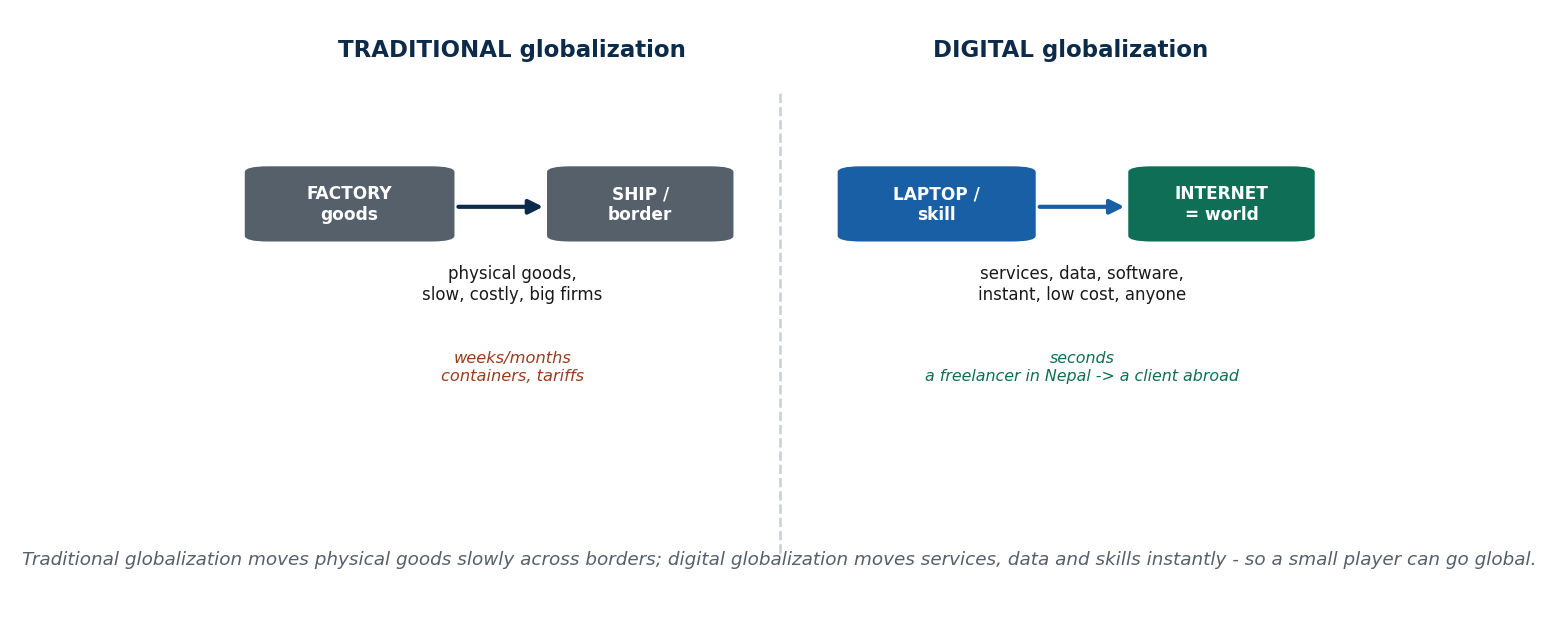 TRADITIONAL globalization
DIGITAL globalization
FACTORY
goods
SHIP /
border
LAPTOP /
skill
INTERNET
= world
physical goods,
slow, costly, big firms
services, data, software,
instant, low cost, anyone
weeks/months
containers, tariffs
seconds
a freelancer in Nepal -> a client abroad
Traditional globalization moves physical goods slowly across borders; digital globalization moves services, data and skills instantly - so a small player can go global.